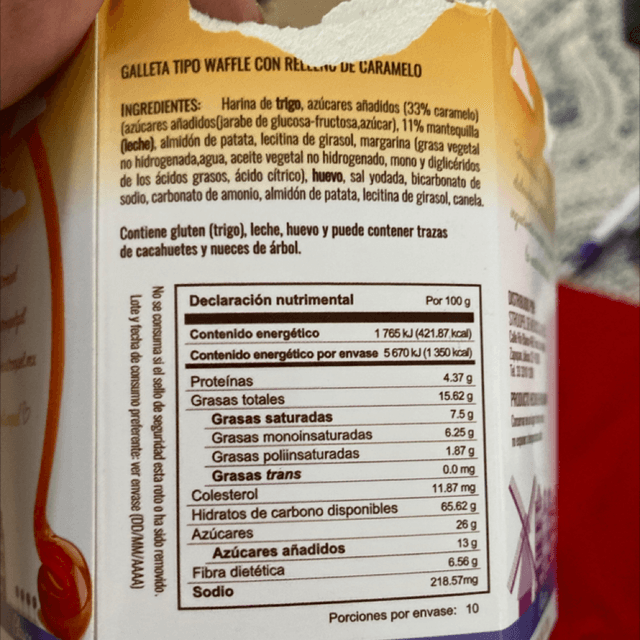 GALLETA TIPO WAFFLE CON RELLENO DE CARAMELO
INGREDIENTES: Harina de trigo, azúcares añadidos (33% caramelo)
(azúcares añadidos(jarabe de glucosa-fructosa,azúcar), 11% mantequilla
(leche), almidón de patata, lecitina de girasol, margarina (grasa vegetal
no hidrogenada,agua, aceite vegetal no hidrogenado, mono y diglicéridos
de los ácidos grasos, ácido cítrico), huevo, sal yodada, bicarbonato de
sodio, carbonato de amonio, almidón de patata, lecitina de girasol, canela.
Contiene gluten (trigo), leche, huevo y puede contener trazas
de cacahuetes y nueces de árbol.
No se consuma si el sello de seguridad esta roto o ha sido removido.
Lote y fecha de consumo preferente: ver envase (DD/MM/AAAA)
Declaración nutrimental Por 100 g
Contenido energético 1 765 kJ (421.87 kcal)
Contenido energético por envase 5 670 kJ (1 350 kcal)
Proteínas 4.37 g
Grasas totales 15.62 g
Grasas saturadas 7.5 g
Grasas monoinsaturadas 6.25 g
Grasas poliinsaturadas 1.87 g
Grasas trans 0.0 mg
Colesterol 11.87 mg
Hidratos de carbono disponibles 65.62 g
Azúcares 26 g
Azúcares añadidos 13 g
Fibra dietética 6.56 g
Sodio 218.57mg
Porciones por envase: 10